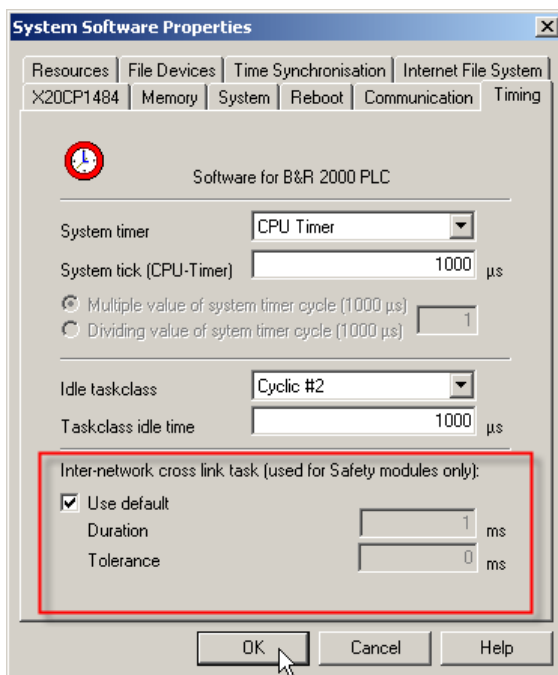 System Software Properties
Resources File Devices Time Synchronisation Internet File System
X20CP1484 Memory System Reboot Communication Timing
Software for B&R 2000 PLC
System timer CPU Timer
System tick (CPU-Timer) 1000 µs
Multiple value of system timer cycle (1000 µs)
Dividing value of sytem timer cycle (1000 µs) 1
Idle taskclass Cyclic #2
Taskclass idle time 1000 µs
Inter-network cross link task (used for Safety modules only):
Use default
Duration 1 ms
Tolerance 0 ms
OK Cancel Help